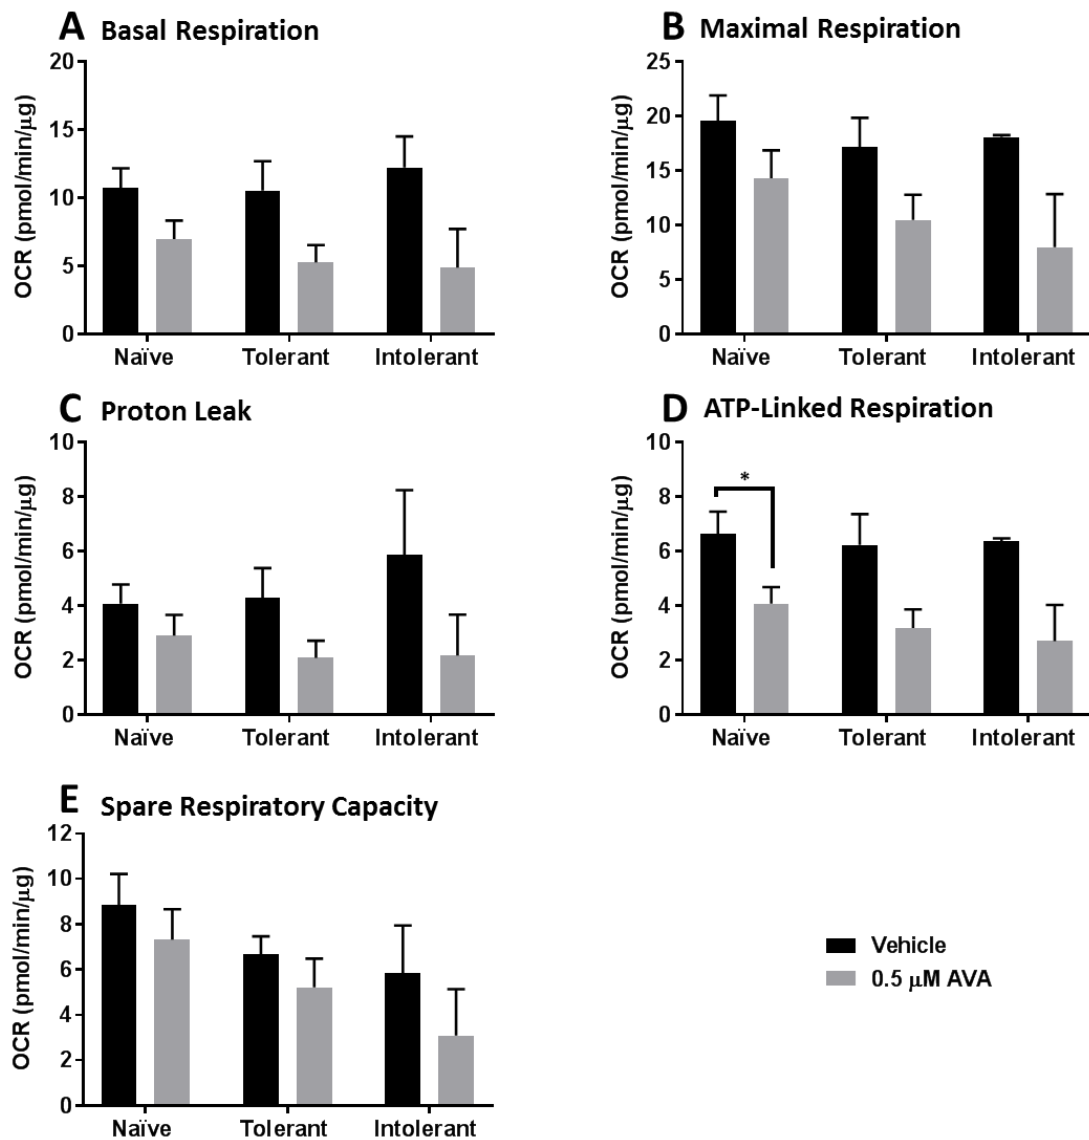 A Basal Respiration
20
15
10
5
0
OCR (pmol/min/µg)
Naïve Tolerant Intolerant
B Maximal Respiration
25
20
15
10
5
0
OCR (pmol/min/µg)
Naïve Tolerant Intolerant
C Proton Leak
10
8
6
4
2
0
OCR (pmol/min/µg)
Naïve Tolerant Intolerant
D ATP-Linked Respiration
10
8
6
4
2
0
OCR (pmol/min/µg)
*
Naïve Tolerant Intolerant
E Spare Respiratory Capacity
12
10
8
6
4
2
0
OCR (pmol/min/µg)
Naïve Tolerant Intolerant
Vehicle
0.5 µM AVA